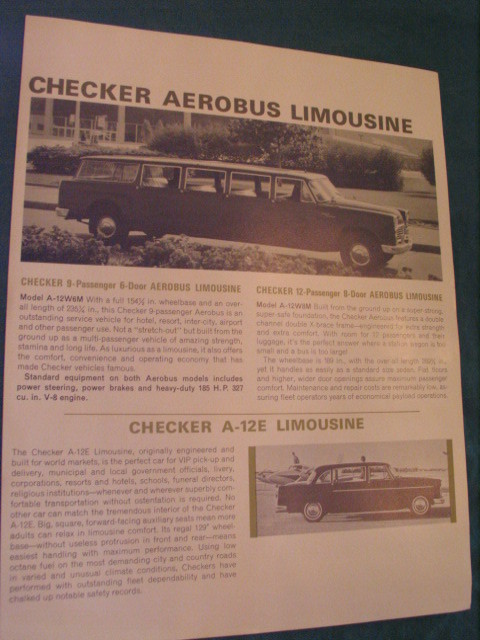 CHECKER AEROBUS LIMOUSINE
CHECKER 9-Passenger 6-Door AEROBUS LIMOUSINE
Model A-12W6M With a full 154½ in. wheelbase and an over-
all length of in., this Checker 9-passenger Aerobus is an
outstanding service vehicle for hotel, resort, inter-city, airport
and other passenger use. Not a "stretch-out" but built from the
ground up as a multi-passenger vehicle of amazing strength,
stamina and long life. As luxurious as a limousine, it also offers
the comfort, convenience and operating economy that has
made Checker vehicles famous.
Standard equipment on both Aerobus models includes
power steering, power brakes and heavy-duty 185 H.P. 327
cu. in. V-8 engine.
CHECKER 12-Passenger 8-Door AEROBUS LIMOUSINE
Model A-12W8M Built from the ground up on a super-strong,
super-safe foundation, the Checker Aerobus features a double
channel double X-brace frame—engineered for extra strength
and extra comfort. With room for 12 passengers and their
luggage, it's the perfect answer where a station wagon is too
small and a bus is too large!
The wheelbase is 189 in., with the over-all length in.,
yet it handles as easily as a standard size sedan. Flat floors
and higher, wider door openings assure maximum passenger
comfort. Maintenance and repair costs are remarkably low, as-
suring fleet operators years of economical payload operations.
CHECKER A-12E LIMOUSINE
The Checker A-12E Limousine, originally engineered and
built for world markets, is the perfect car for VIP pick-up and
delivery, municipal and local government officials, livery,
corporations, resorts and hotels, schools, funeral directors,
religious institutions—whenever and wherever superbly com-
fortable transportation without ostentation is required. No
other car can match the tremendous interior of the Checker
A-12E. Big, square, forward-facing auxiliary seats mean more
adults can relax in limousine comfort. Its regal 129" wheel-
base—without useless protrusion in front and rear—means
easiest handling with maximum performance. Using low
octane fuel on the most demanding city and country roads
in varied and unusual climate conditions, Checkers have
performed with outstanding fleet dependability and have
chalked up notable safety records.